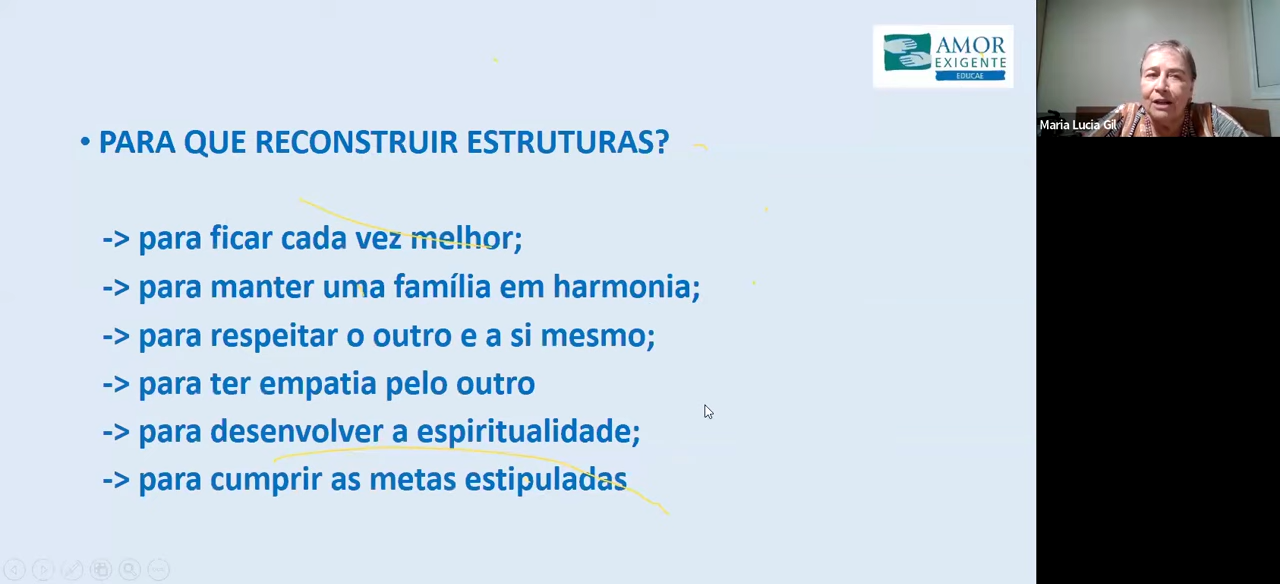 AMOR
EXIGENTE
EDUCAE
Maria Lucia Gil
• PARA QUE RECONSTRUIR ESTRUTURAS?
-> para ficar cada vez melhor;
-> para manter uma família em harmonia;
-> para respeitar o outro e a si mesmo;
-> para ter empatia pelo outro
-> para desenvolver a espiritualidade;
-> para cumprir as metas estipuladas